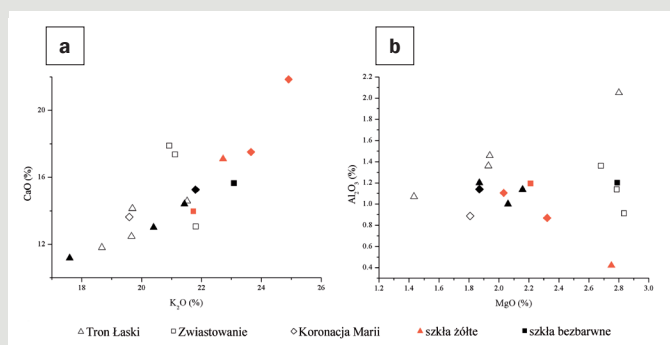 a
b
CaO (%)
20
16
12
18
20
22
24
26
K₂O (%)
Al₂O₃ (%)
2.2
2.0
1.8
1.6
1.4
1.2
1.0
0.8
0.6
0.4
1.4
1.6
1.8
2.0
2.2
2.4
2.6
2.8
3.0
MgO (%)
Tron Łaski
Zwiastowanie
Koronacja Marii
szkła żółte
szkła bezbarwne